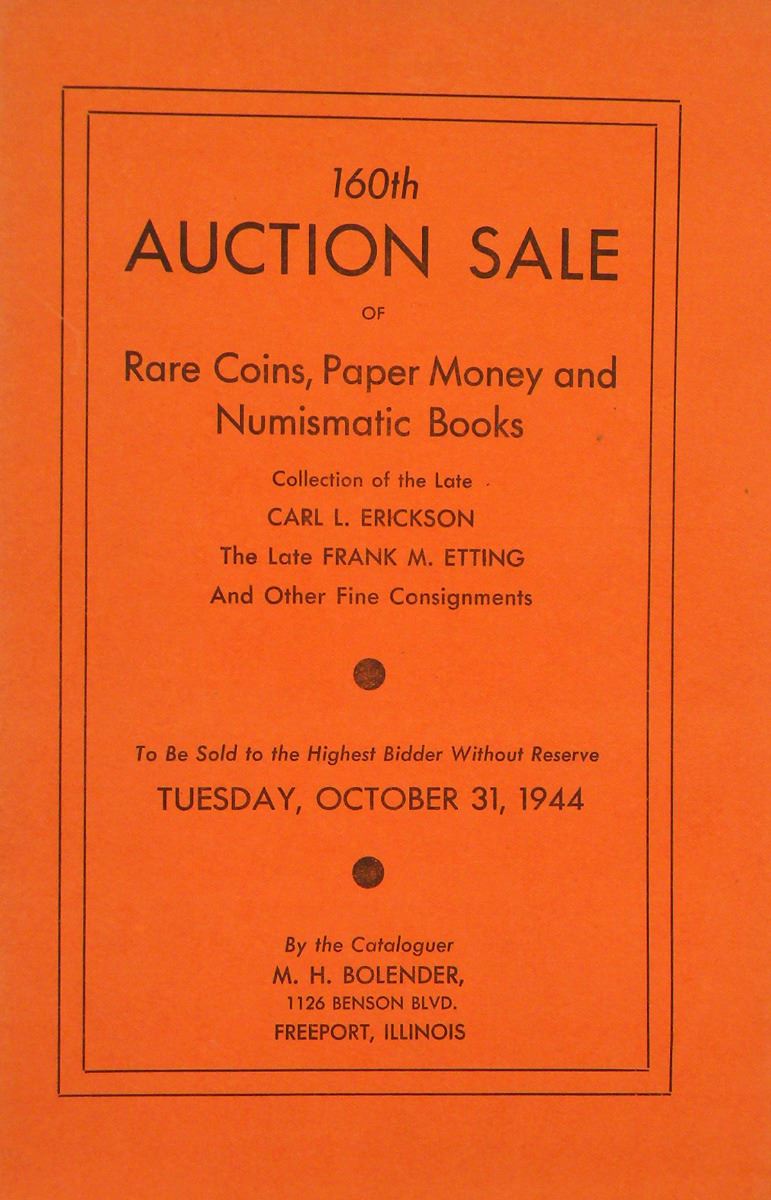 160th
AUCTION SALE
OF
Rare Coins, Paper Money and
Numismatic Books
Collection of the Late
CARL L. ERICKSON
The Late FRANK M. ETTING
And Other Fine Consignments
To Be Sold to the Highest Bidder Without Reserve
TUESDAY, OCTOBER 31, 1944
By the Cataloguer
M. H. BOLENDER,
1126 BENSON BLVD.
FREEPORT, ILLINOIS